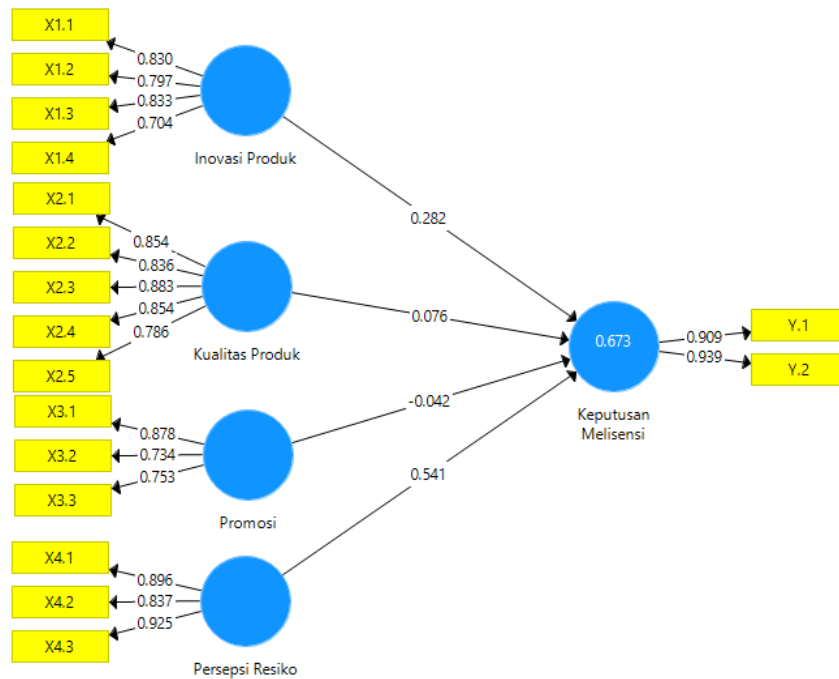 X1.1
0.830
X1.2
0.797
X1.3
0.833
X1.4
0.704
Inovasi Produk
X2.1
0.854
X2.2
0.836
X2.3
0.883
X2.4
0.854
X2.5
0.786
Kualitas Produk
X3.1
0.878
X3.2
0.734
X3.3
0.753
Promosi
X4.1
0.896
X4.2
0.837
X4.3
0.925
Persepsi Resiko
0.282
0.076
-0.042
0.541
0.673
Keputusan
Melisensi
0.909
Y.1
0.939
Y.2